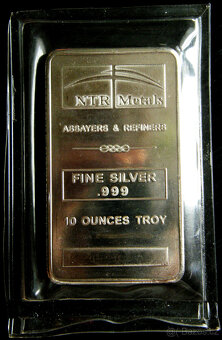 NTR Metals
ASSAYERS & REFINERS
FINE SILVER
.999
10 OUNCES TROY